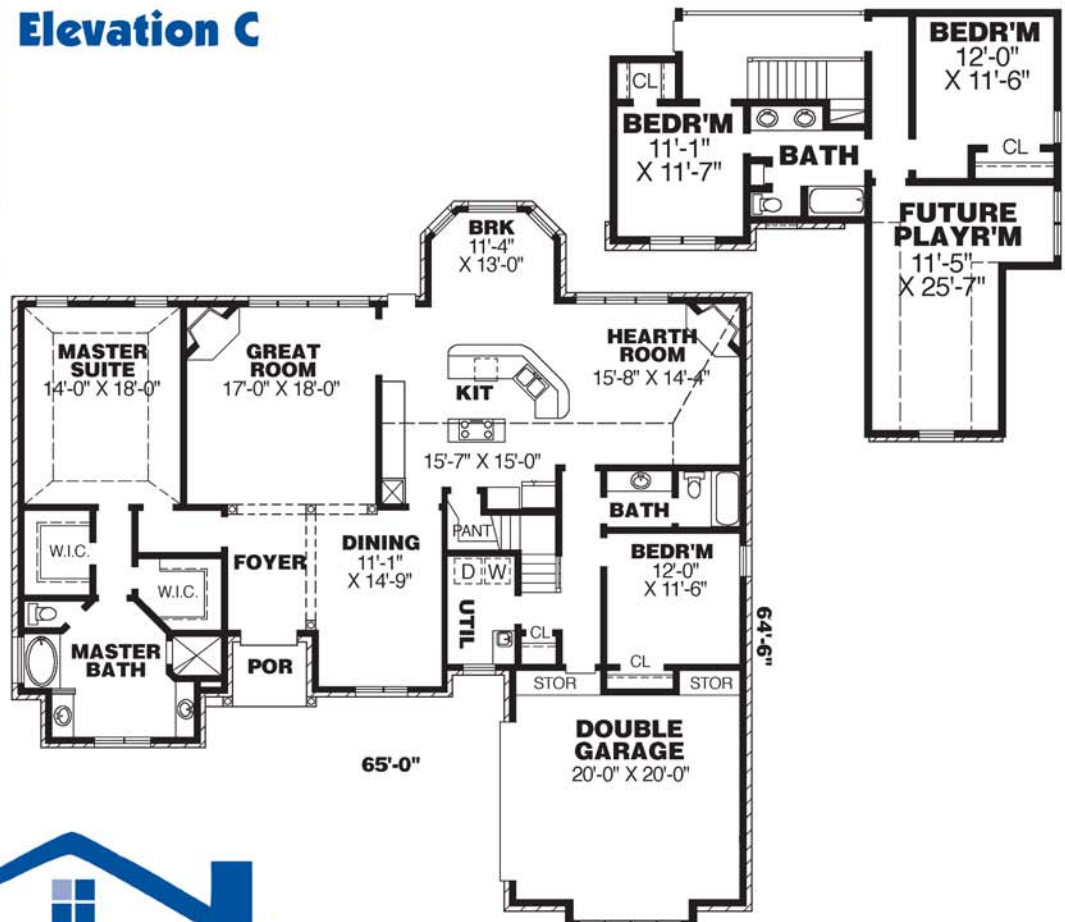 Elevation C
BEDR'M
12'-0"
X 11'-6"
CL
CL
BEDR'M
11'-1"
X 11'-7"
BATH
FUTURE
PLAYR'M
11'-5"
X 25'-7"
BRK
11'-4"
X 13'-0"
MASTER
SUITE
14'-0" X 18'-0"
GREAT
ROOM
17'-0" X 18'-0"
KIT
15'-7" X 15'-0"
HEARTH
ROOM
15'-8" X 14'-4"
W.I.C.
W.I.C.
FOYER
DINING
11'-1"
X 14'-9"
PANT
BATH
D W
UTIL
BEDR'M
12'-0"
X 11'-6"
CL
CL
MASTER
BATH
POR
STOR
STOR
64'-6"
65'-0"
DOUBLE
GARAGE
20'-0" X 20'-0"